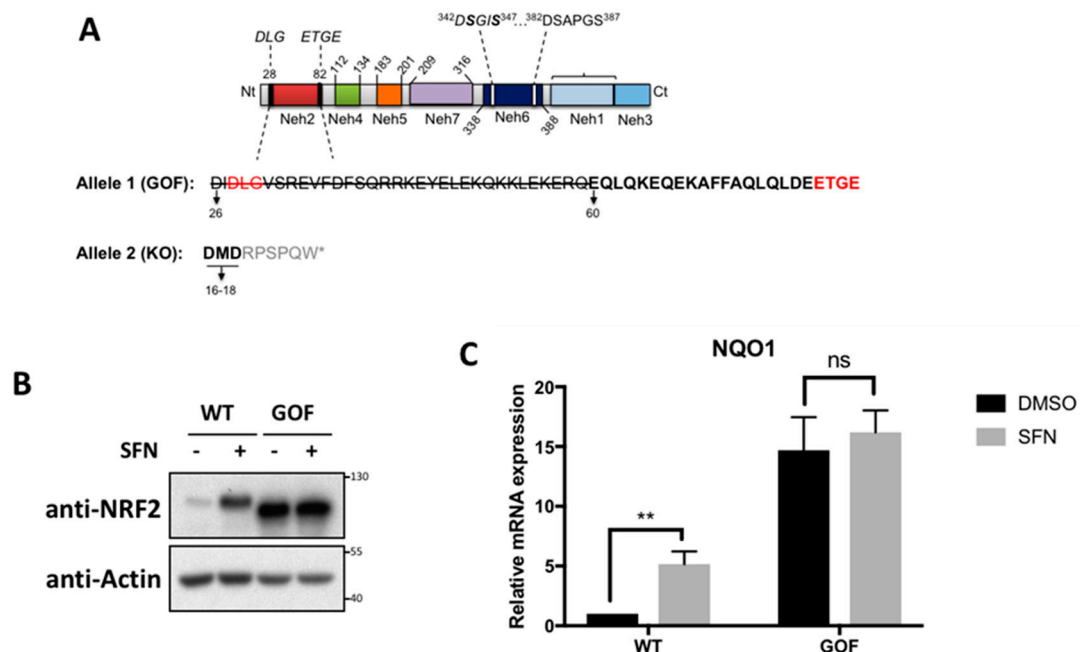 A
³⁴²DSGIS³⁴⁷...³⁸²DSAPGS³⁸⁷
DLG ETGE
28 82 112 134 183 201 209 316
Nt Ct
Neh2 Neh4 Neh5 Neh7 338 Neh6 388 Neh1 Neh3
Allele 1 (GOF): DIDLGVSREVFDFSQRRKEYELEKQKKLEKERQEQLQKEQEKAFFAQLQLDEETGE
26 60
Allele 2 (KO): DMDRPSPQW*
16-18
B
WT GOF
SFN - + - +
anti-NRF2 130
anti-Actin 55
40
C
NQO1
ns
**
DMSO
SFN
Relative mRNA expression
20
15
10
5
0
WT GOF